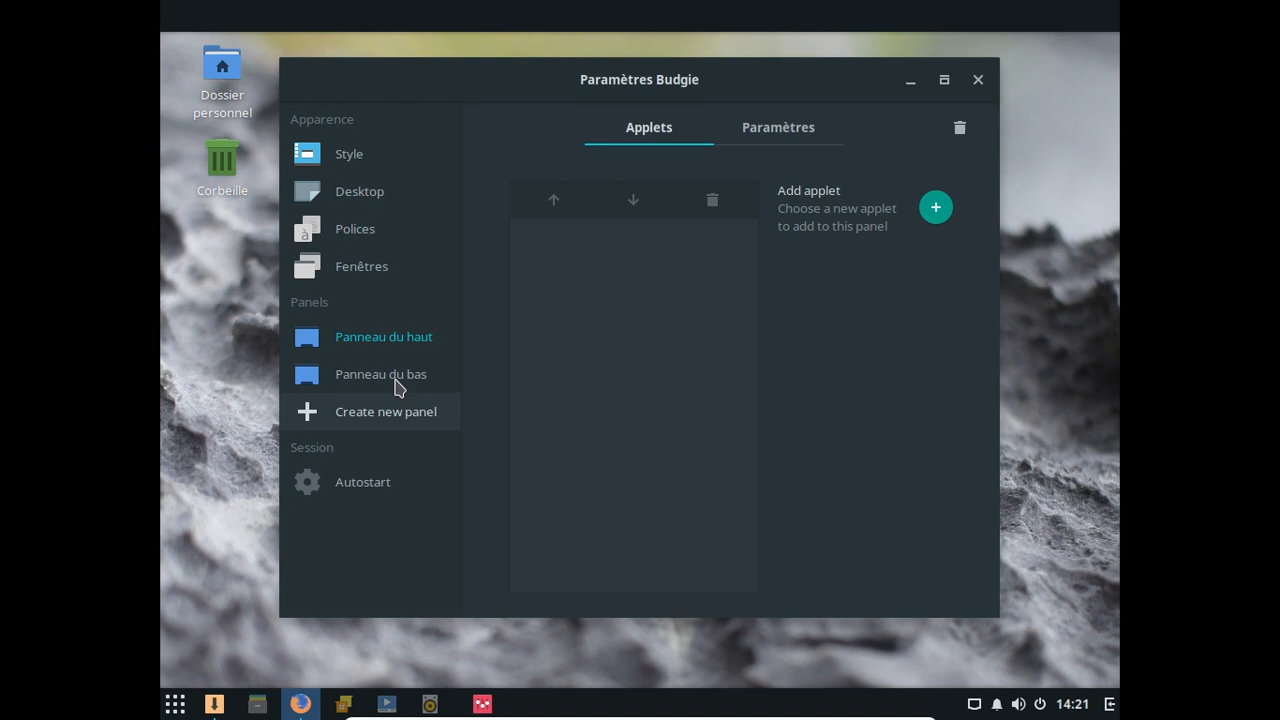 Dossier
personnel
Corbeille
Paramètres Budgie
Apparence
Style
Desktop
Polices
Fenêtres
Panels
Panneau du haut
Panneau du bas
Create new panel
Session
Autostart
Applets
Paramètres
Add applet
Choose a new applet
to add to this panel
14:21